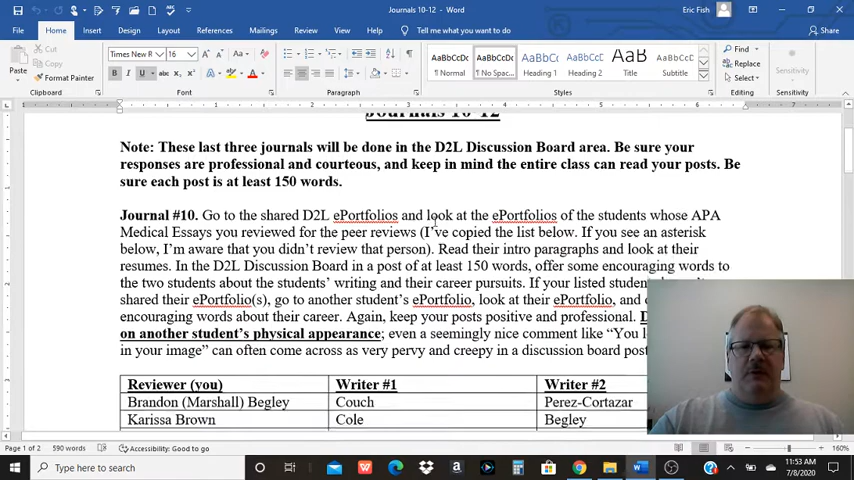 Journals 10-12 - Word
Eric Fish
File Home Insert Design Layout References Mailings Review View Help Tell me what you want to do Share
Paste
Cut
Copy
Format Painter
Clipboard
Times New R 16
B I U abc x₂ x²
Font
Paragraph
AaBbCcDc AaBbCcDc AaBbC AaBbCcC AaB AaBbCcD
¶ Normal ¶ No Spac... Heading 1 Heading 2 Title Subtitle
Styles
Find
Replace
Select
Editing
Sensitivity
Sensitivity
Journals 10-12
Note: These last three journals will be done in the D2L Discussion Board area. Be sure your
responses are professional and courteous, and keep in mind the entire class can read your posts. Be
sure each post is at least 150 words.
Journal #10. Go to the shared D2L ePortfolios and look at the ePortfolios of the students whose APA
Medical Essays you reviewed for the peer reviews (I’ve copied the list below. If you see an asterisk
below, I’m aware that you didn’t review that person). Read their intro paragraphs and look at their
resumes. In the D2L Discussion Board in a post of at least 150 words, offer some encouraging words to
the two students about the students’ writing and their career pursuits. If your listed student
shared their ePortfolio(s), go to another student’s ePortfolio, look at their ePortfolio, and
encouraging words about their career. Again, keep your posts positive and professional.
on another student’s physical appearance; even a seemingly nice comment like “You
in your image” can often come across as very pervy and creepy in a discussion board post
Reviewer (you) Writer #1 Writer #2
Brandon (Marshall) Begley Couch Perez-Cortazar
Karissa Brown Cole Begley
Page 1 of 2 590 words Accessibility: Good to go 160%
Type here to search
11:53 AM
7/8/2020